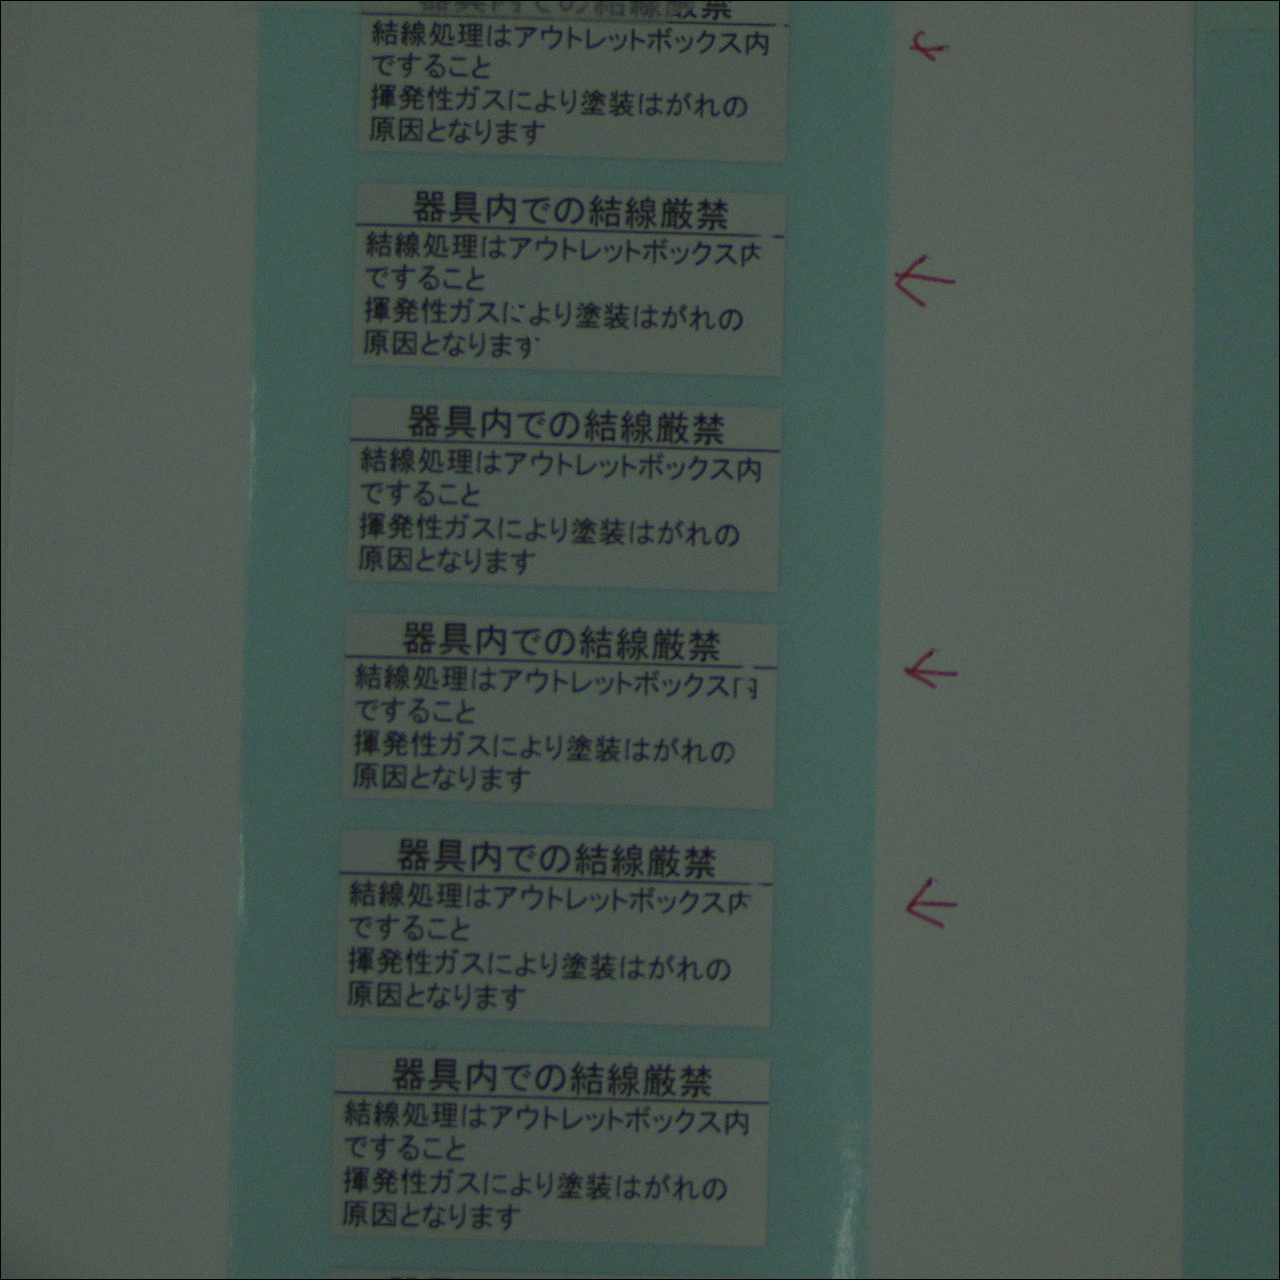 器具内での結線厳禁
結線処理はアウトレットボックス内
ですること
揮発性ガスにより塗装はがれの
原因となります
器具内での結線厳禁
結線処理はアウトレットボックス内
ですること
揮発性ガスにより塗装はがれの
原因となります
器具内での結線厳禁
結線処理はアウトレットボックス内
ですること
揮発性ガスにより塗装はがれの
原因となります
器具内での結線厳禁
結線処理はアウトレットボックス内
ですること
揮発性ガスにより塗装はがれの
原因となります
器具内での結線厳禁
結線処理はアウトレットボックス内
ですること
揮発性ガスにより塗装はがれの
原因となります
器具内での結線厳禁
結線処理はアウトレットボックス内
ですること
揮発性ガスにより塗装はがれの
原因となります